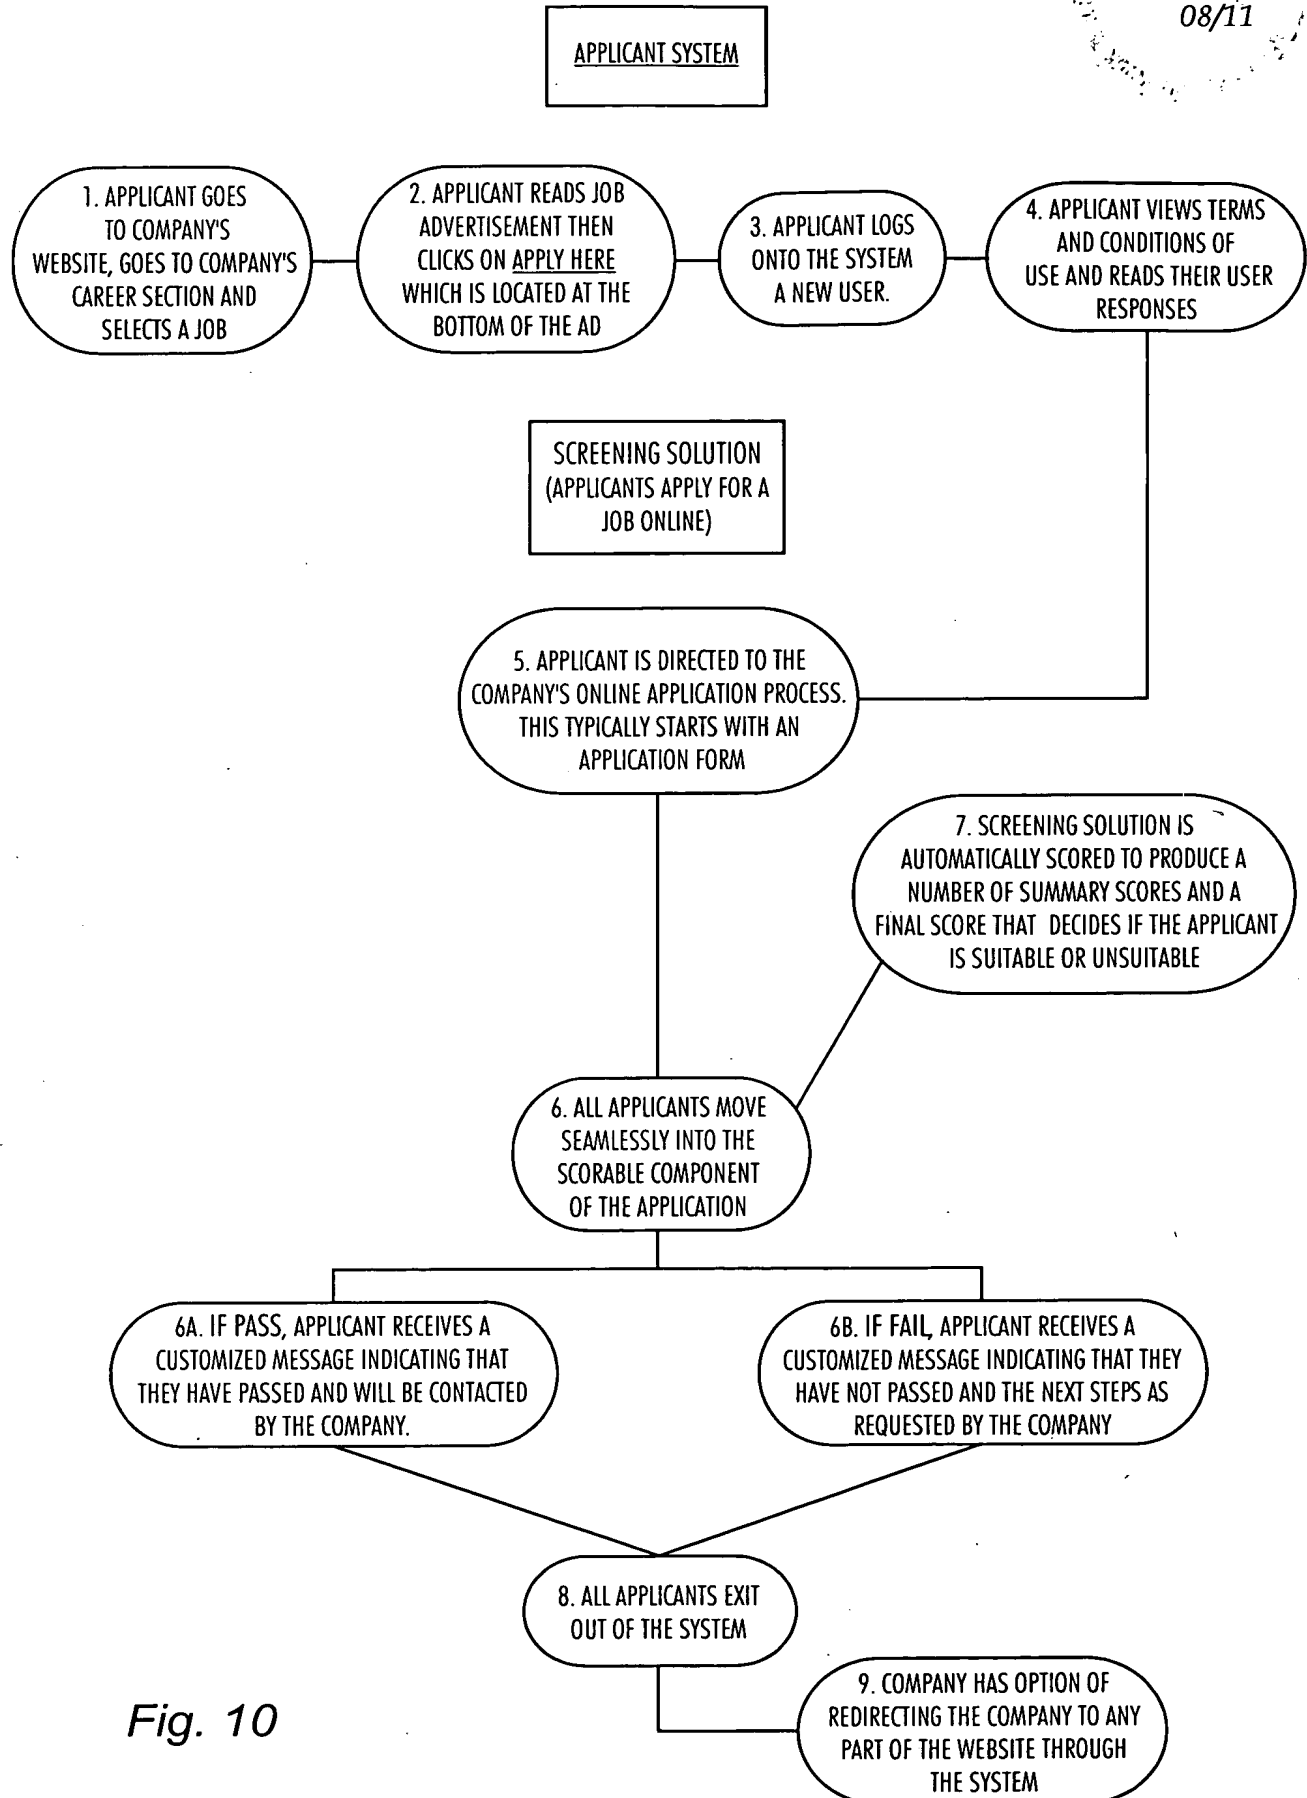 08/11
APPLICANT SYSTEM
1. APPLICANT GOES
TO COMPANY'S
WEBSITE, GOES TO COMPANY'S
CAREER SECTION AND
SELECTS A JOB
2. APPLICANT READS JOB
ADVERTISEMENT THEN
CLICKS ON APPLY HERE
WHICH IS LOCATED AT THE
BOTTOM OF THE AD
3. APPLICANT LOGS
ONTO THE SYSTEM
A NEW USER.
4. APPLICANT VIEWS TERMS
AND CONDITIONS OF
USE AND READS THEIR USER
RESPONSES
SCREENING SOLUTION
(APPLICANTS APPLY FOR A
JOB ONLINE)
5. APPLICANT IS DIRECTED TO THE
COMPANY'S ONLINE APPLICATION PROCESS.
THIS TYPICALLY STARTS WITH AN
APPLICATION FORM
7. SCREENING SOLUTION IS
AUTOMATICALLY SCORED TO PRODUCE A
NUMBER OF SUMMARY SCORES AND A
FINAL SCORE THAT DECIDES IF THE APPLICANT
IS SUITABLE OR UNSUITABLE
6. ALL APPLICANTS MOVE
SEAMLESSLY INTO THE
SCORABLE COMPONENT
OF THE APPLICATION
6A. IF PASS, APPLICANT RECEIVES A
CUSTOMIZED MESSAGE INDICATING THAT
THEY HAVE PASSED AND WILL BE CONTACTED
BY THE COMPANY.
6B. IF FAIL, APPLICANT RECEIVES A
CUSTOMIZED MESSAGE INDICATING THAT THEY
HAVE NOT PASSED AND THE NEXT STEPS AS
REQUESTED BY THE COMPANY
8. ALL APPLICANTS EXIT
OUT OF THE SYSTEM
9. COMPANY HAS OPTION OF
REDIRECTING THE COMPANY TO ANY
PART OF THE WEBSITE THROUGH
THE SYSTEM
Fig. 10